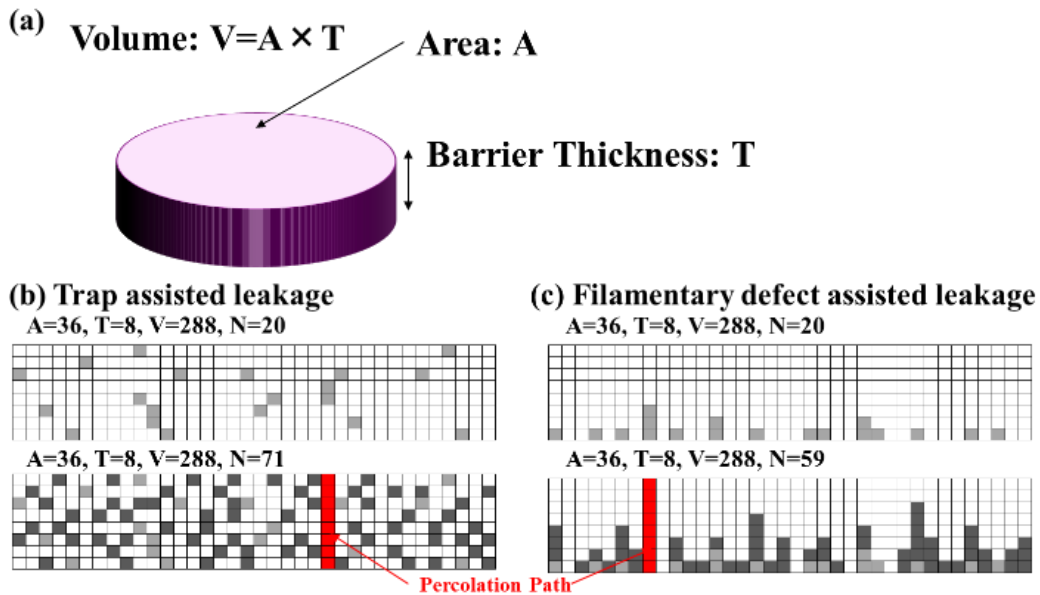 (a)
Volume: V=A × T
Area: A
Barrier Thickness: T
(b) Trap assisted leakage
A=36, T=8, V=288, N=20
A=36, T=8, V=288, N=71
(c) Filamentary defect assisted leakage
A=36, T=8, V=288, N=20
A=36, T=8, V=288, N=59
Percolation Path